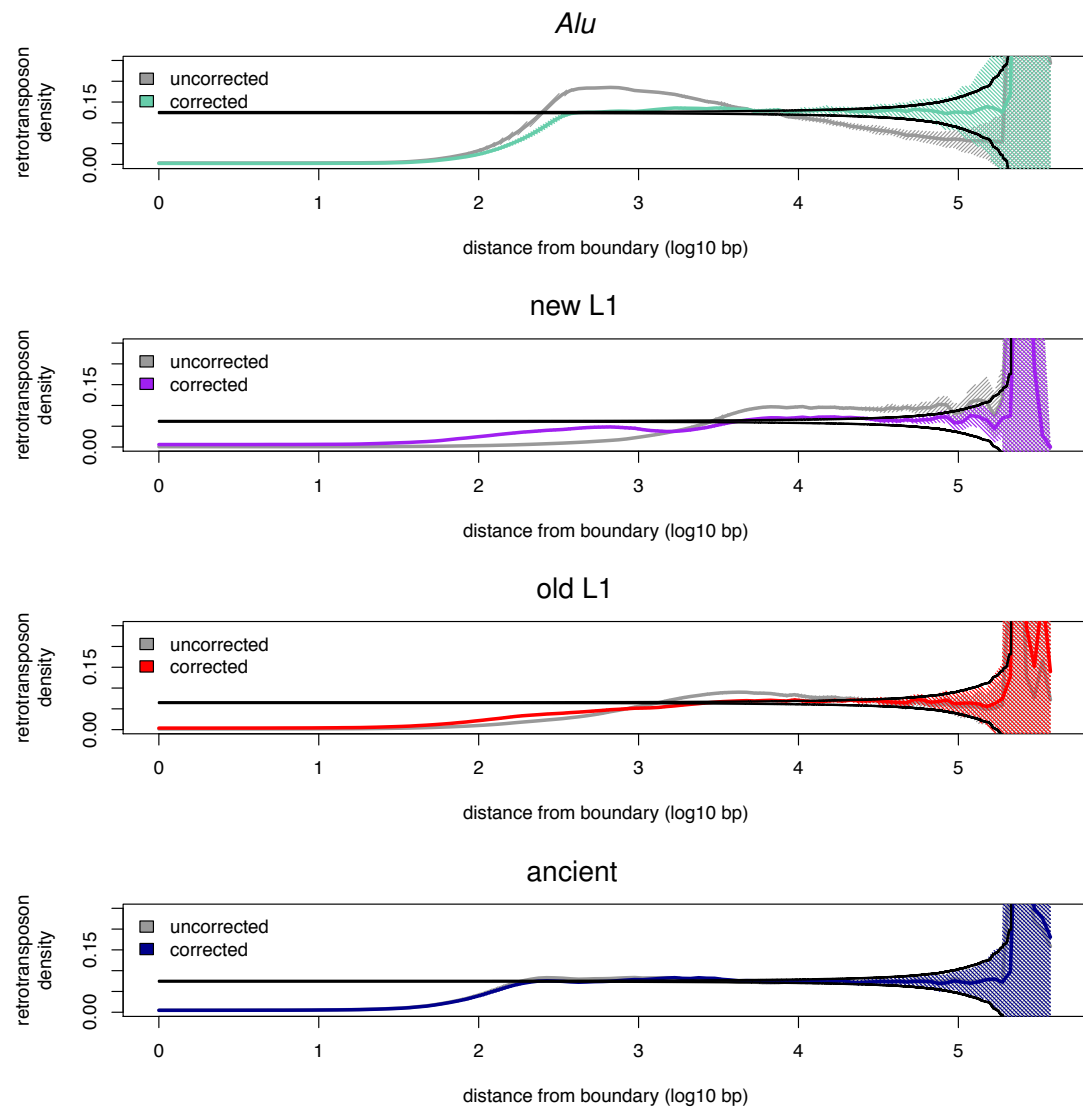 Alu
retrotransposon
density
0.00
0.15
uncorrected
corrected
0 1 2 3 4 5
distance from boundary (log10 bp)
new L1
retrotransposon
density
0.00
0.15
uncorrected
corrected
0 1 2 3 4 5
distance from boundary (log10 bp)
old L1
retrotransposon
density
0.00
0.15
uncorrected
corrected
0 1 2 3 4 5
distance from boundary (log10 bp)
ancient
retrotransposon
density
0.00
0.15
uncorrected
corrected
0 1 2 3 4 5
distance from boundary (log10 bp)